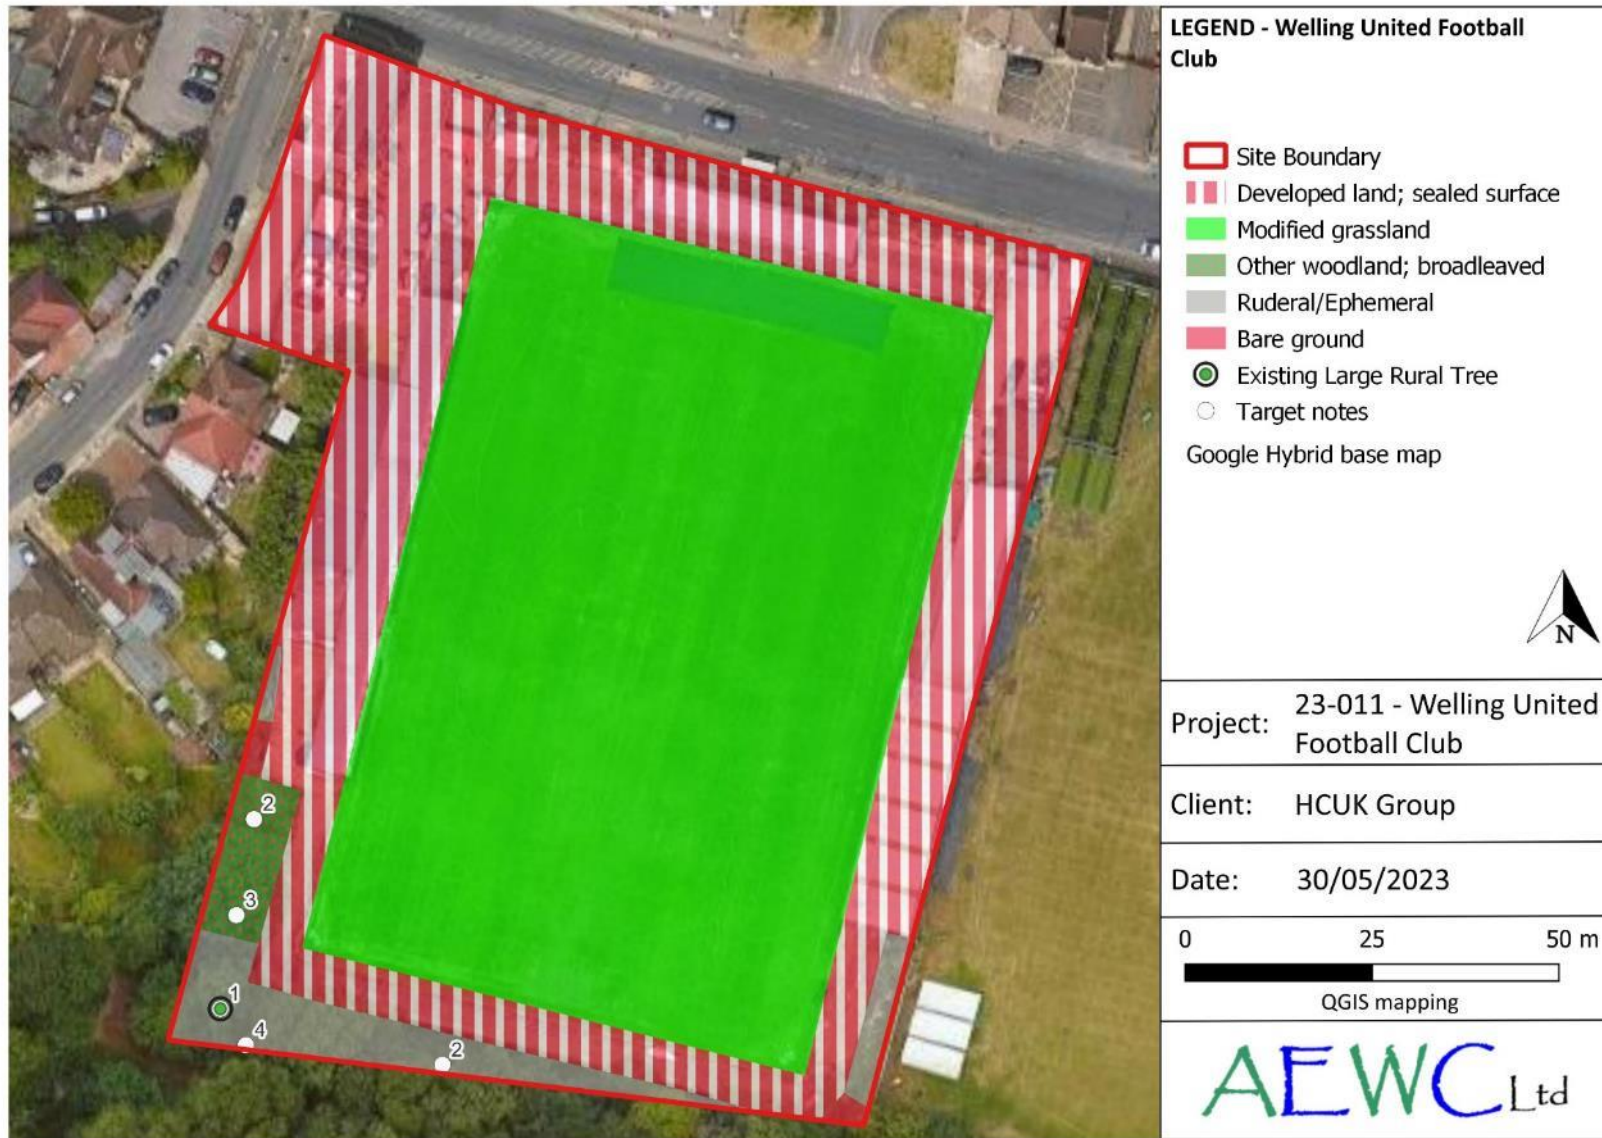 LEGEND - Welling United Football
Club
Site Boundary
Developed land; sealed surface
Modified grassland
Other woodland; broadleaved
Ruderal/Ephemeral
Bare ground
Existing Large Rural Tree
Target notes
Google Hybrid base map
N
Project: 23-011 - Welling United
Football Club
Client: HCUK Group
Date: 30/05/2023
0 25 50 m
QGIS mapping
AEWC Ltd
2
3
1
4
2